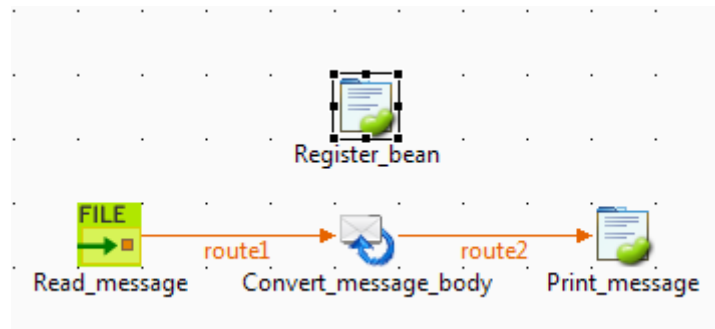 Register_bean
FILE
route1
route2
Read_message
Convert_message_body
Print_message